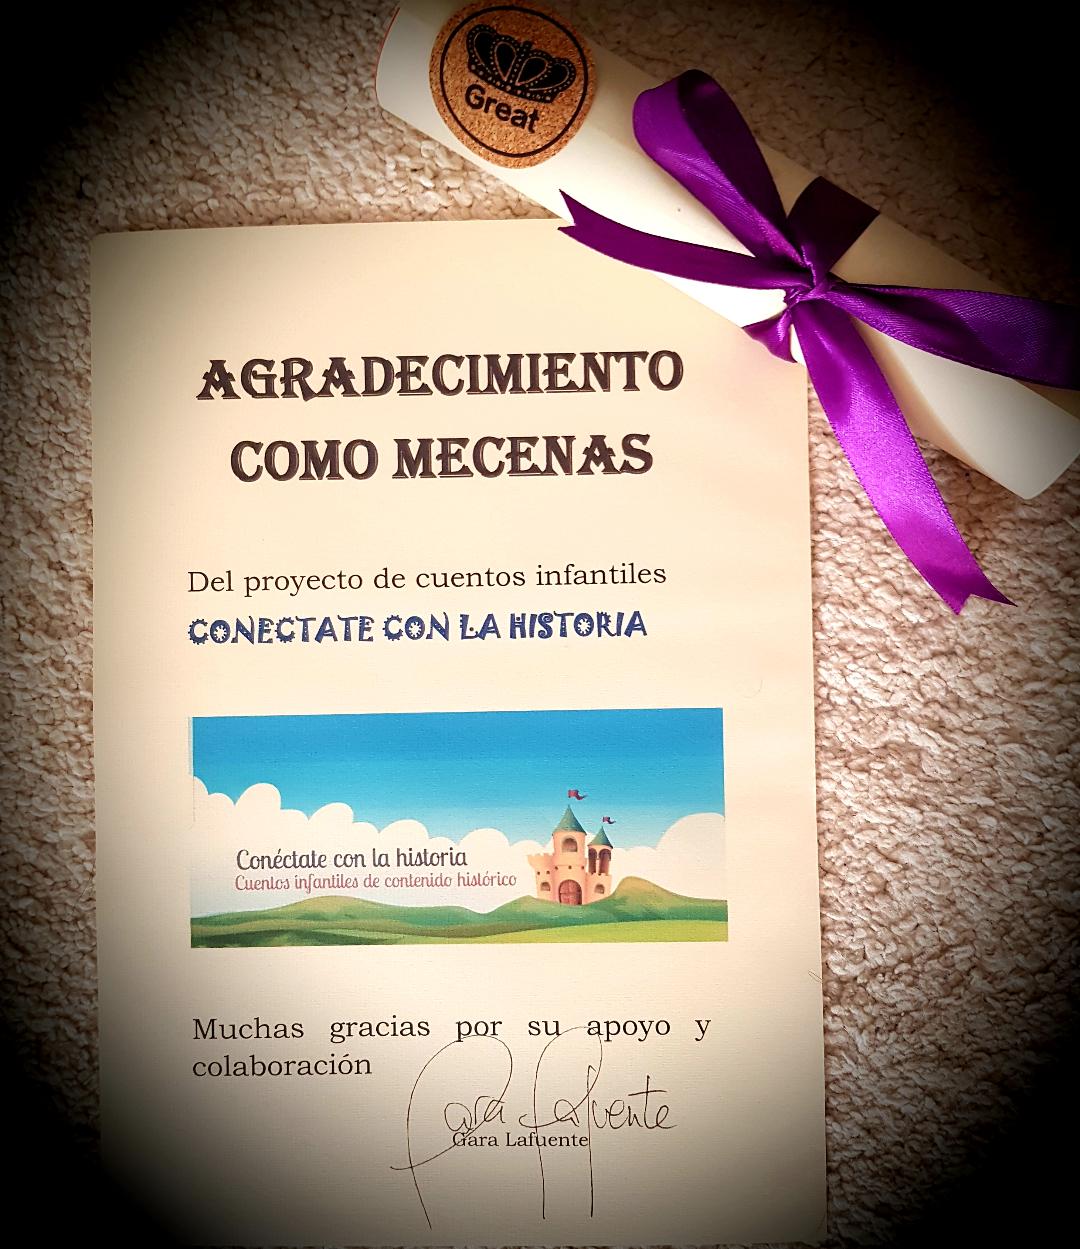 Great
AGRADECIMIENTO
COMO MECENAS
Del proyecto de cuentos infantiles
CONECTATE CON LA HISTORIA
Conéctate con la historia
Cuentos infantiles de contenido histórico
Muchas gracias por su apoyo y
colaboración
Gara Lafuente
Gara Lafuente